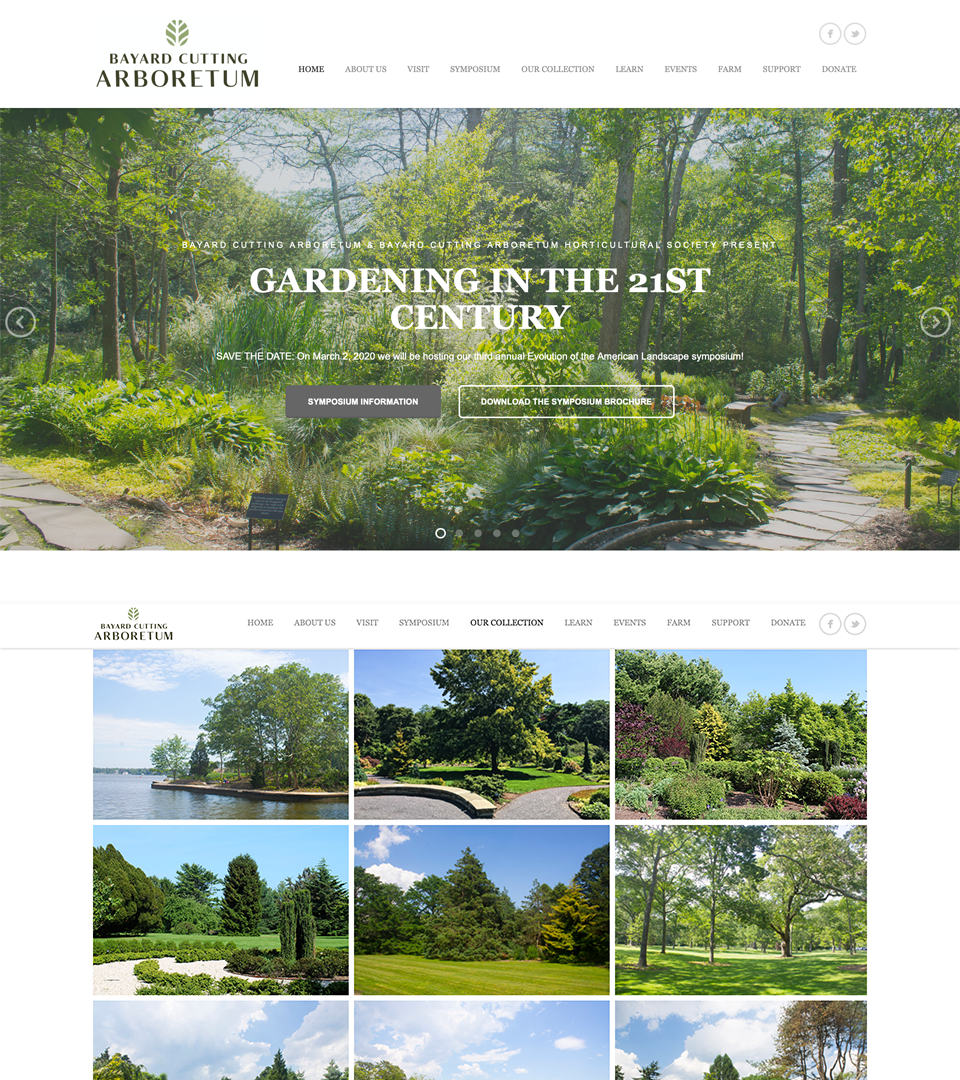 BAYARD CUTTING
ARBORETUM
HOME ABOUT US VISIT SYMPOSIUM OUR COLLECTION LEARN EVENTS FARM SUPPORT DONATE
BAYARD CUTTING ARBORETUM & BAYARD CUTTING ARBORETUM HORTICULTURAL SOCIETY PRESENT
GARDENING IN THE 21ST
CENTURY
SAVE THE DATE: On March 2, 2020 we will be hosting our third annual Evolution of the American Landscape symposium!
SYMPOSIUM INFORMATION DOWNLOAD THE SYMPOSIUM BROCHURE
BAYARD CUTTING
ARBORETUM
HOME ABOUT US VISIT SYMPOSIUM OUR COLLECTION LEARN EVENTS FARM SUPPORT DONATE